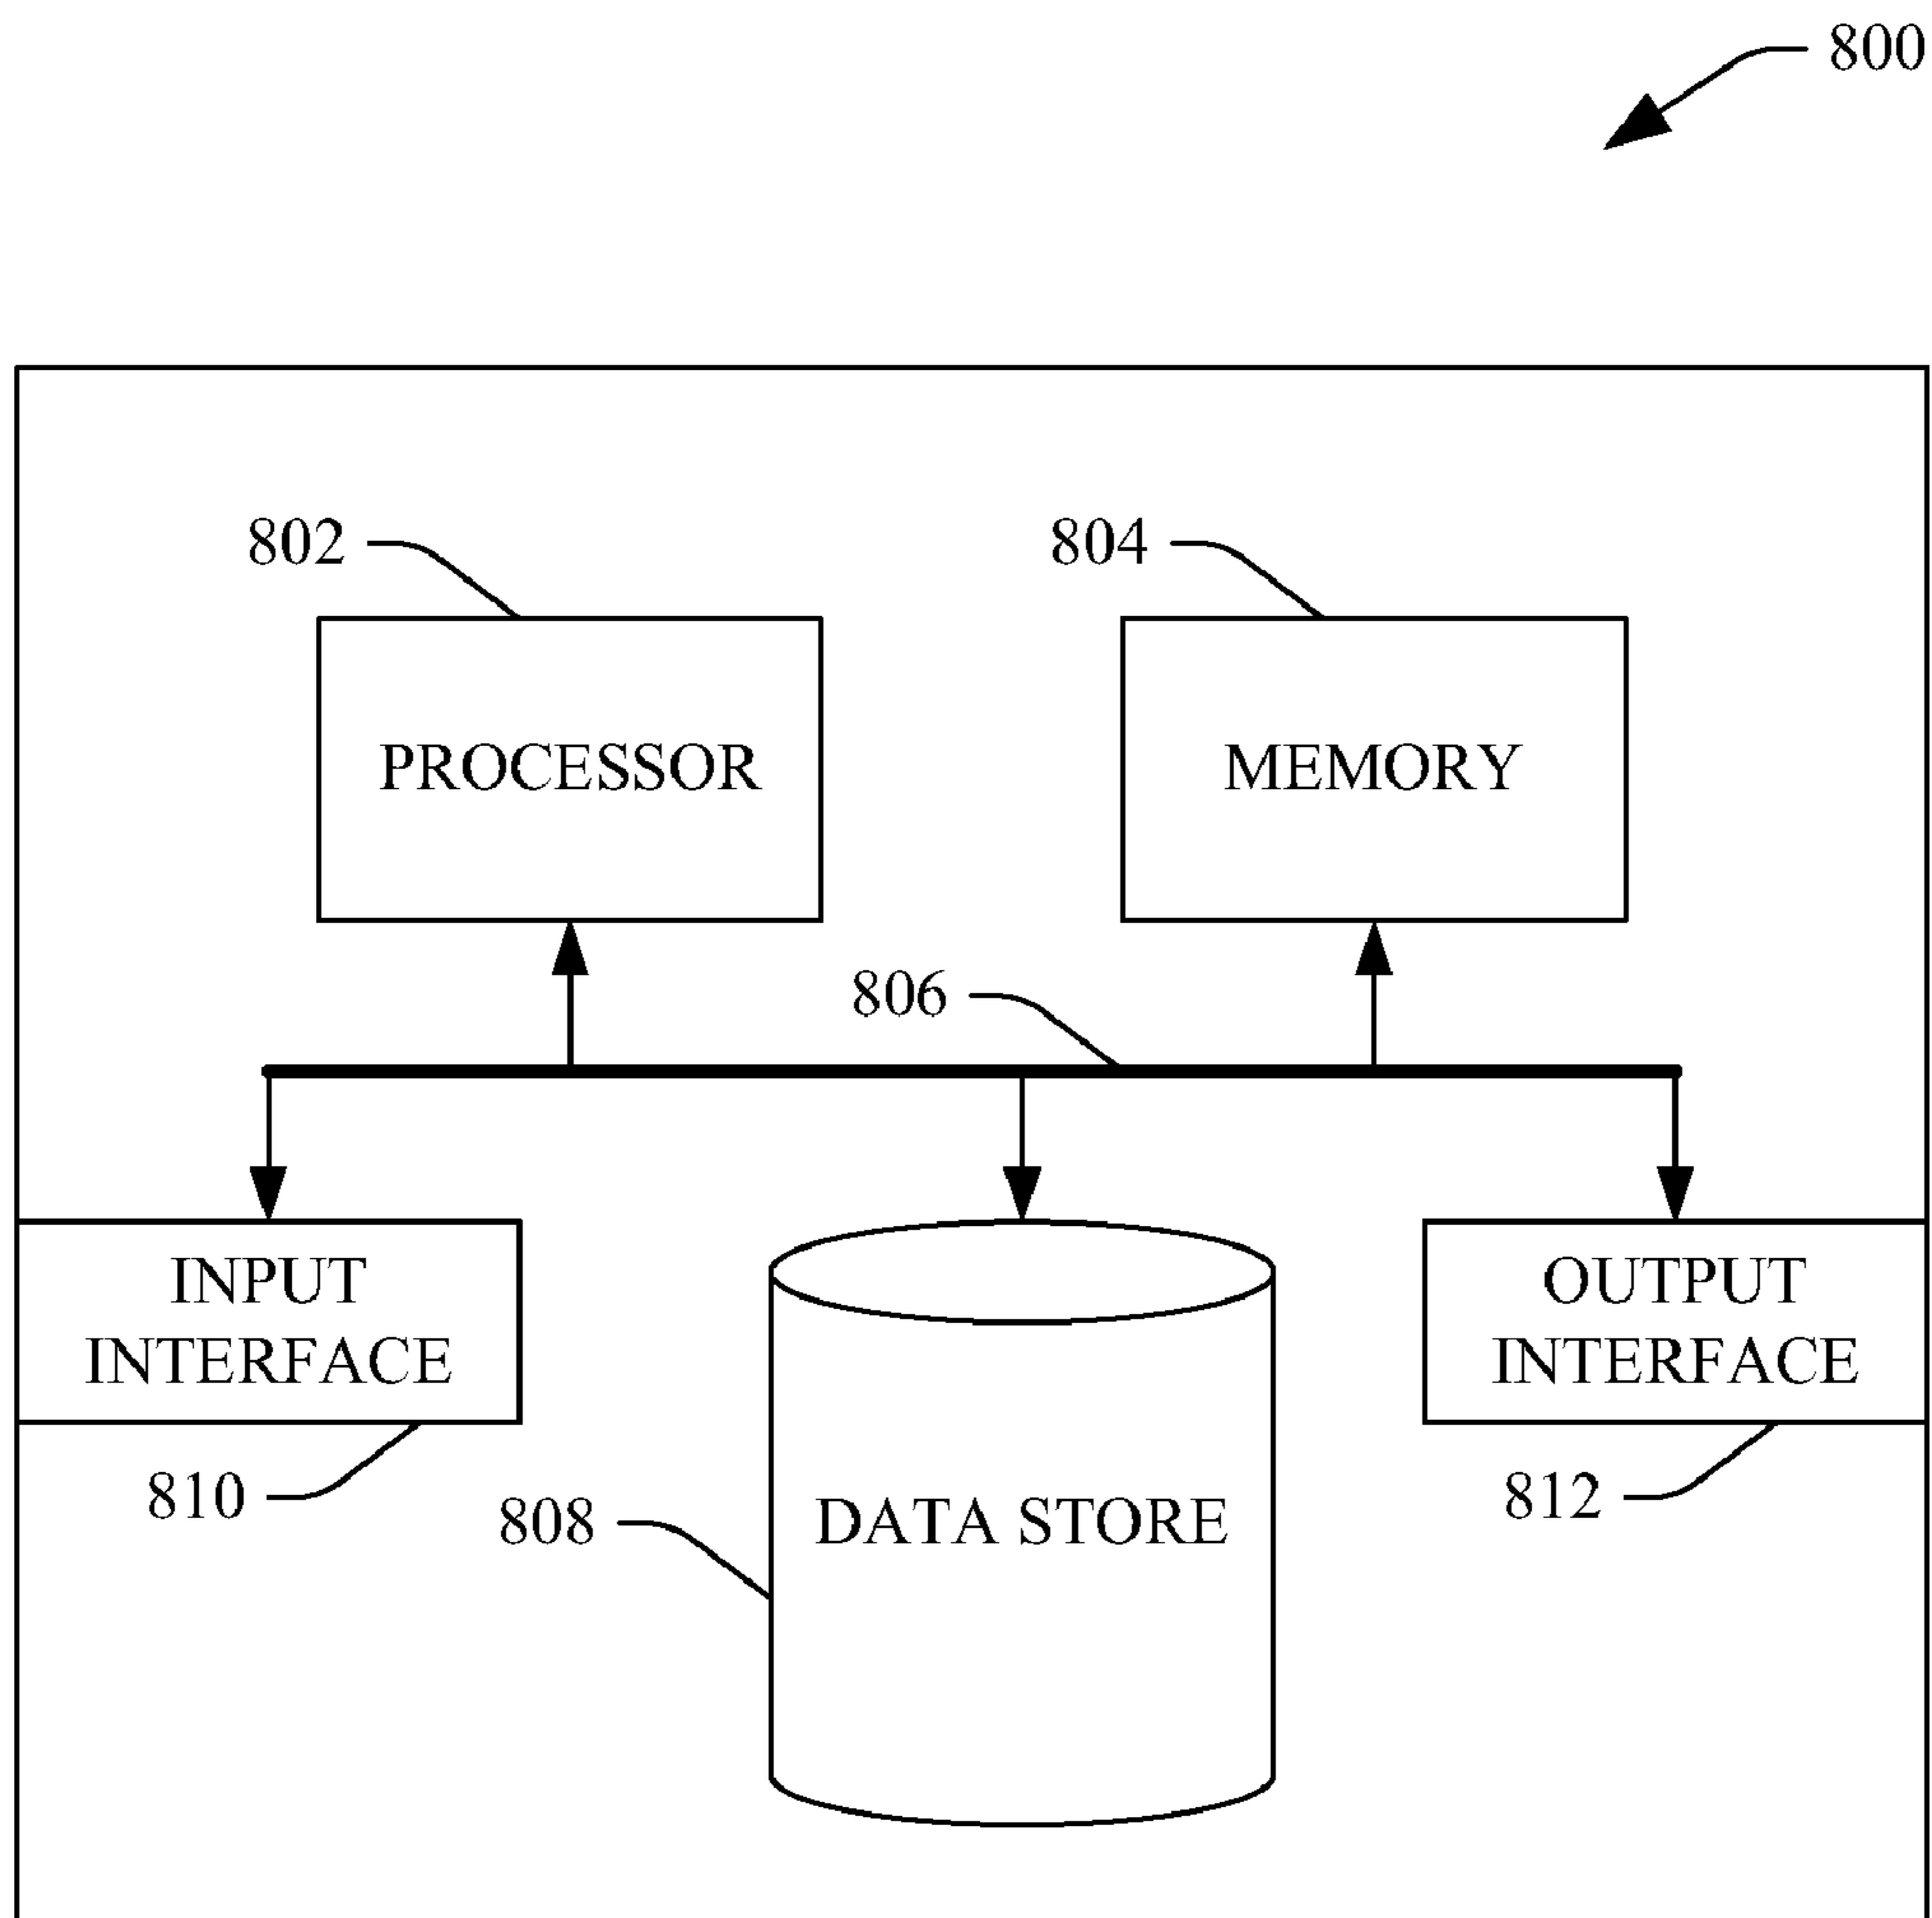 800
802
804
PROCESSOR
MEMORY
806
INPUT
INTERFACE
OUTPUT
INTERFACE
810
808
DATA STORE
812